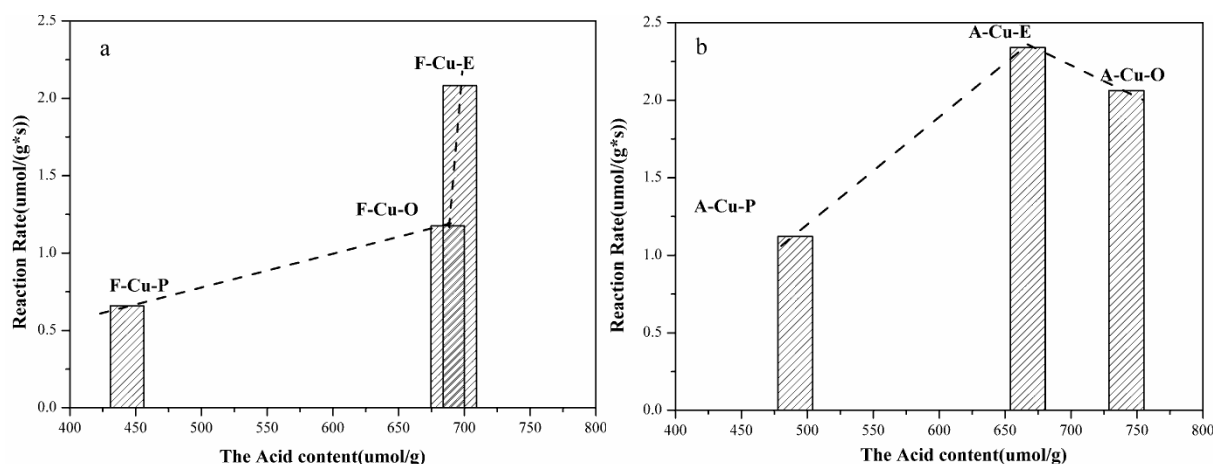 a
F-Cu-E
F-Cu-O
F-Cu-P
Reaction Rate(umol/(g*s))
2.5
2.0
1.5
1.0
0.5
0.0
400 450 500 550 600 650 700 750 800
The Acid content(umol/g)
b
A-Cu-E
A-Cu-O
A-Cu-P
Reaction Rate(umol/(g*s))
2.5
2.0
1.5
1.0
0.5
0.0
400 450 500 550 600 650 700 750 800
The Acid content(umol/g)